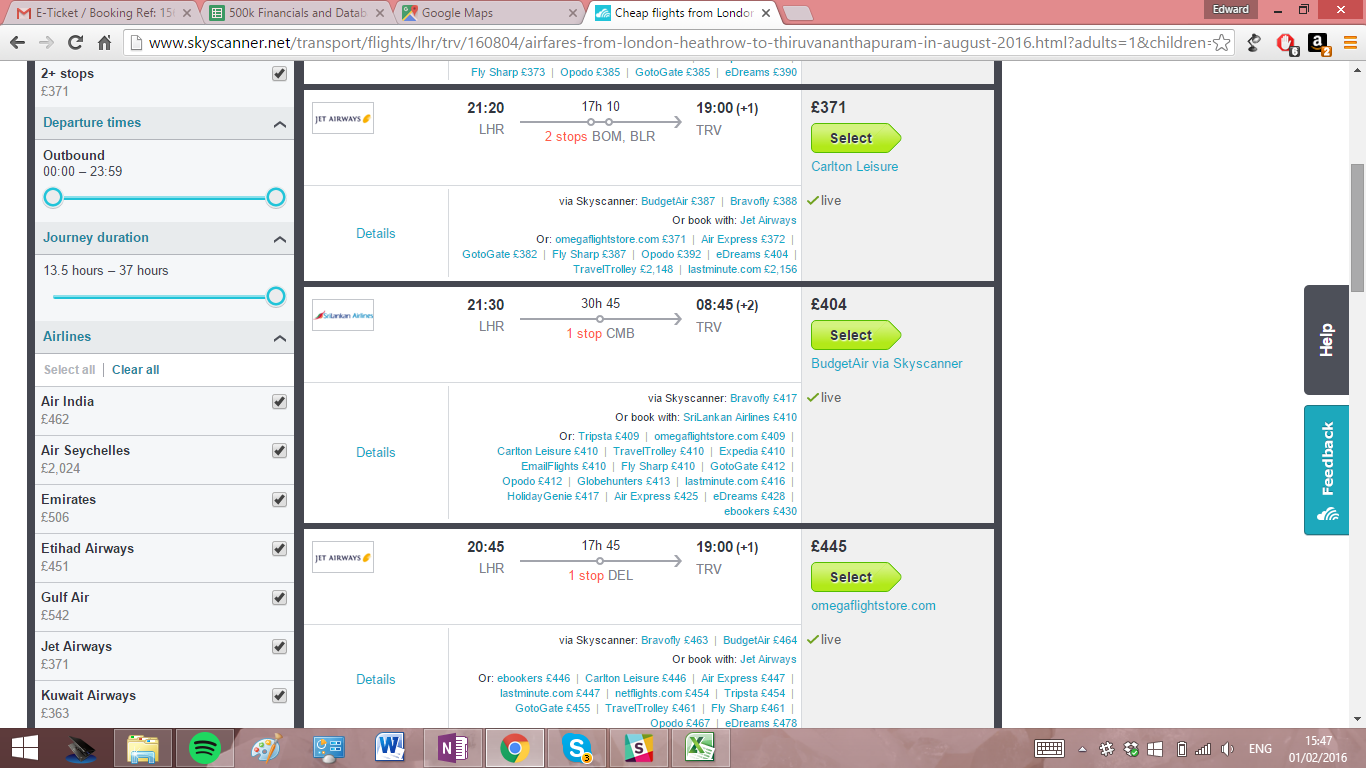 E-Ticket / Booking Ref: 15
500k Financials and Datab
Google Maps
Cheap flights from London
Edward
www.skyscanner.net/transport/flights/lhr/trv/160804/airfares-from-london-heathrow-to-thiruvananthapuram-in-august-2016.html?adults=1&children=
6
2
2+ stops
£371
Departure times
Outbound
00:00 – 23:59
Journey duration
13.5 hours – 37 hours
Airlines
Select all | Clear all
Air India
£462
Air Seychelles
£2,024
Emirates
£506
Etihad Airways
£451
Gulf Air
£542
Jet Airways
£371
Kuwait Airways
£363
Fly Sharp £373 | Opodo £385 | GotoGate £385 | eDreams £390
JET AIRWAYS
21:20
LHR
17h 10
2 stops BOM, BLR
19:00 (+1)
TRV
£371
Select
Carlton Leisure
live
Details
via Skyscanner: BudgetAir £387 | Bravofly £388
Or book with: Jet Airways
Or: omegaflightstore.com £371 | Air Express £372 |
GotoGate £382 | Fly Sharp £387 | Opodo £392 | eDreams £404 |
TravelTrolley £2,148 | lastminute.com £2,156
SriLankan Airlines
21:30
LHR
30h 45
1 stop CMB
08:45 (+2)
TRV
£404
Select
BudgetAir via Skyscanner
live
Details
via Skyscanner: Bravofly £417
Or book with: SriLankan Airlines £410
Or: Tripsta £409 | omegaflightstore.com £409 |
Carlton Leisure £410 | TravelTrolley £410 | Expedia £410 |
EmailFlights £410 | Fly Sharp £410 | GotoGate £412 |
Opodo £412 | Globehunters £413 | lastminute.com £416 |
HolidayGenie £417 | Air Express £425 | eDreams £428 |
ebookers £430
JET AIRWAYS
20:45
LHR
17h 45
1 stop DEL
19:00 (+1)
TRV
£445
Select
omegaflightstore.com
live
Details
via Skyscanner: Bravofly £463 | BudgetAir £464
Or book with: Jet Airways
Or: ebookers £446 | Carlton Leisure £446 | Air Express £447 |
lastminute.com £447 | netflights.com £454 | Tripsta £454 |
GotoGate £455 | TravelTrolley £461 | Fly Sharp £461 |
Opodo £467 | eDreams £478
Help
Feedback
3
ENG
15:47
01/02/2016